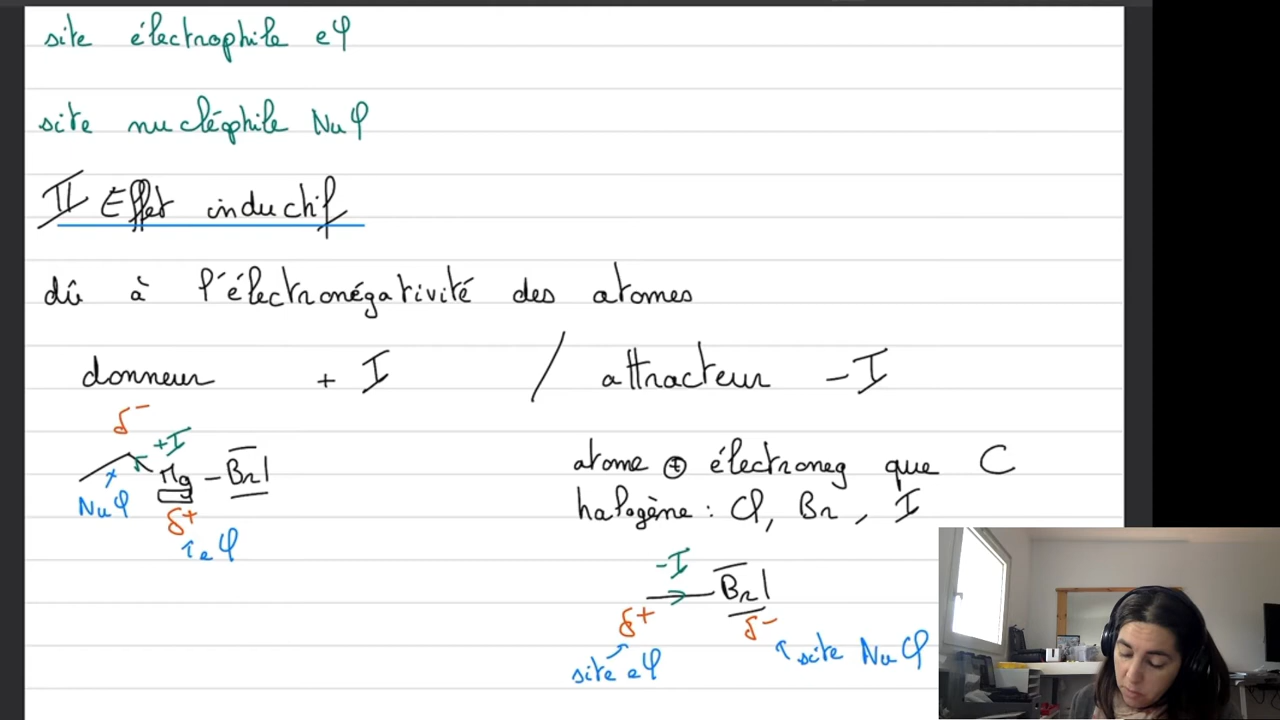 site électrophile eφ
site nucléophile Nuφ
II Effet inductif
dû à l'électronégativité des atomes
donneur + I / attracteur - I
δ-
+I
Mg - Br
Nuφ
δ+
eφ
atome ⊕ électroneg que C
halogène : Cl, Br, I
-I
Br
δ+ δ-
site eφ
site Nuφ